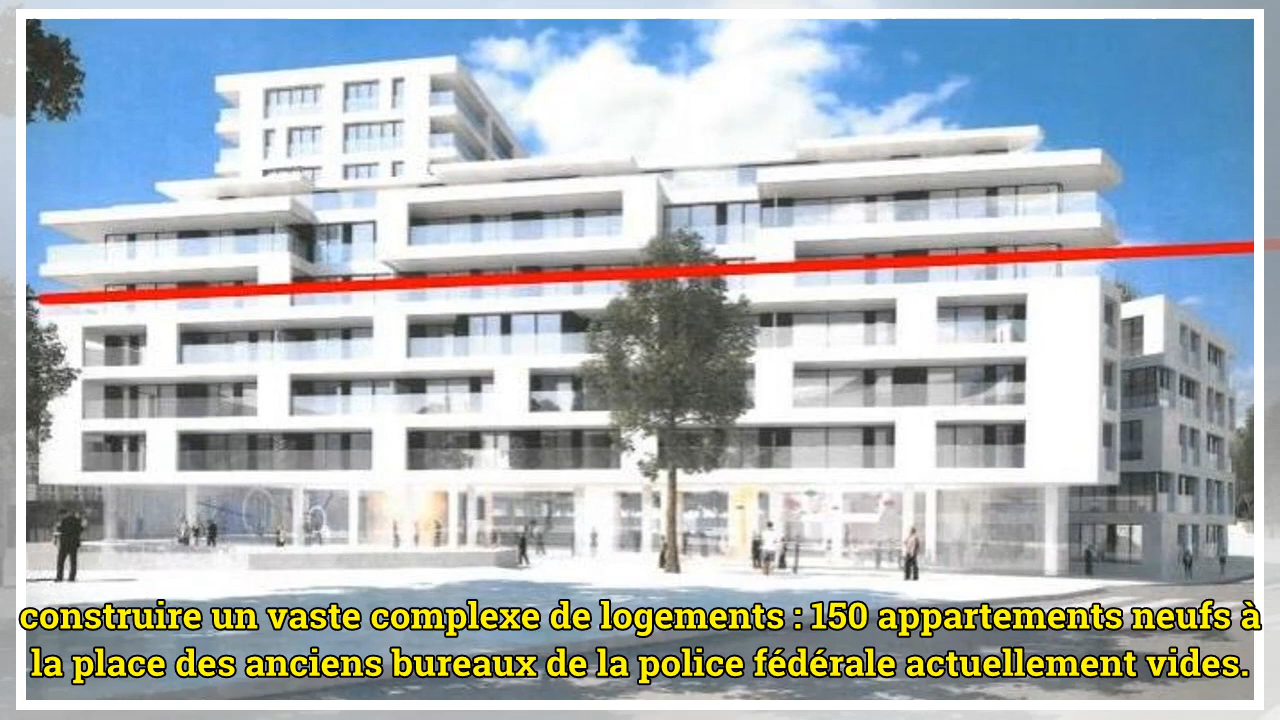 construire un vaste complexe de logements : 150 appartements neufs à
la place des anciens bureaux de la police fédérale actuellement vides.